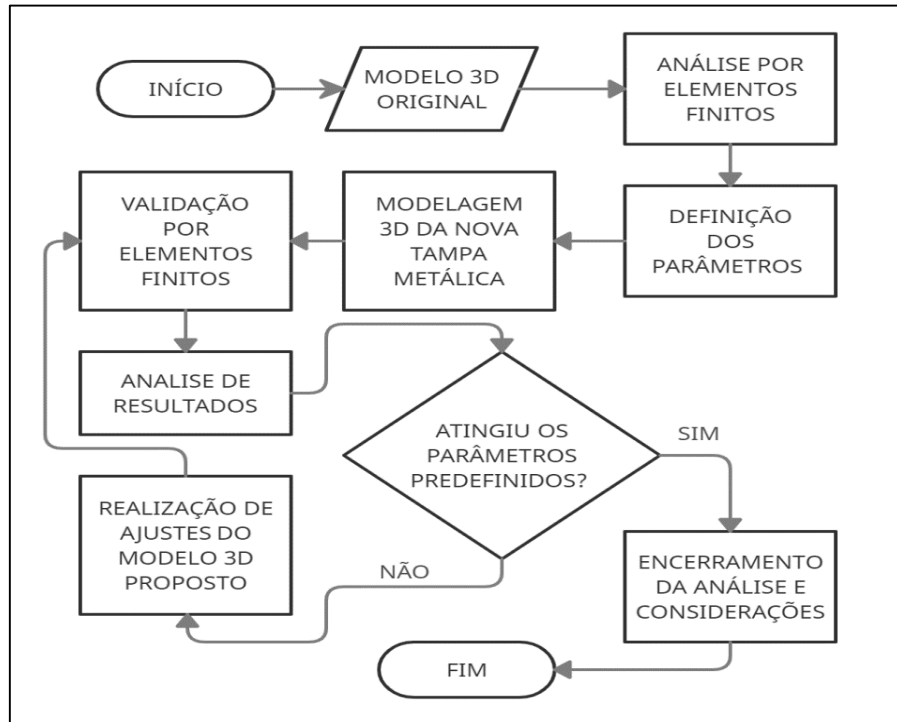 INÍCIO
MODELO 3D
ORIGINAL
ANÁLISE POR
ELEMENTOS
FINITOS
DEFINIÇÃO
DOS
PARÂMETROS
MODELAGEM
3D DA NOVA
TAMPA
METÁLICA
VALIDAÇÃO
POR
ELEMENTOS
FINITOS
ANALISE DE
RESULTADOS
ATINGIU OS
PARÂMETROS
PREDEFINIDOS?
SIM
NÃO
REALIZAÇÃO DE
AJUSTES DO
MODELO 3D
PROPOSTO
ENCERRAMENTO
DA ANÁLISE E
CONSIDERAÇÕES
FIM